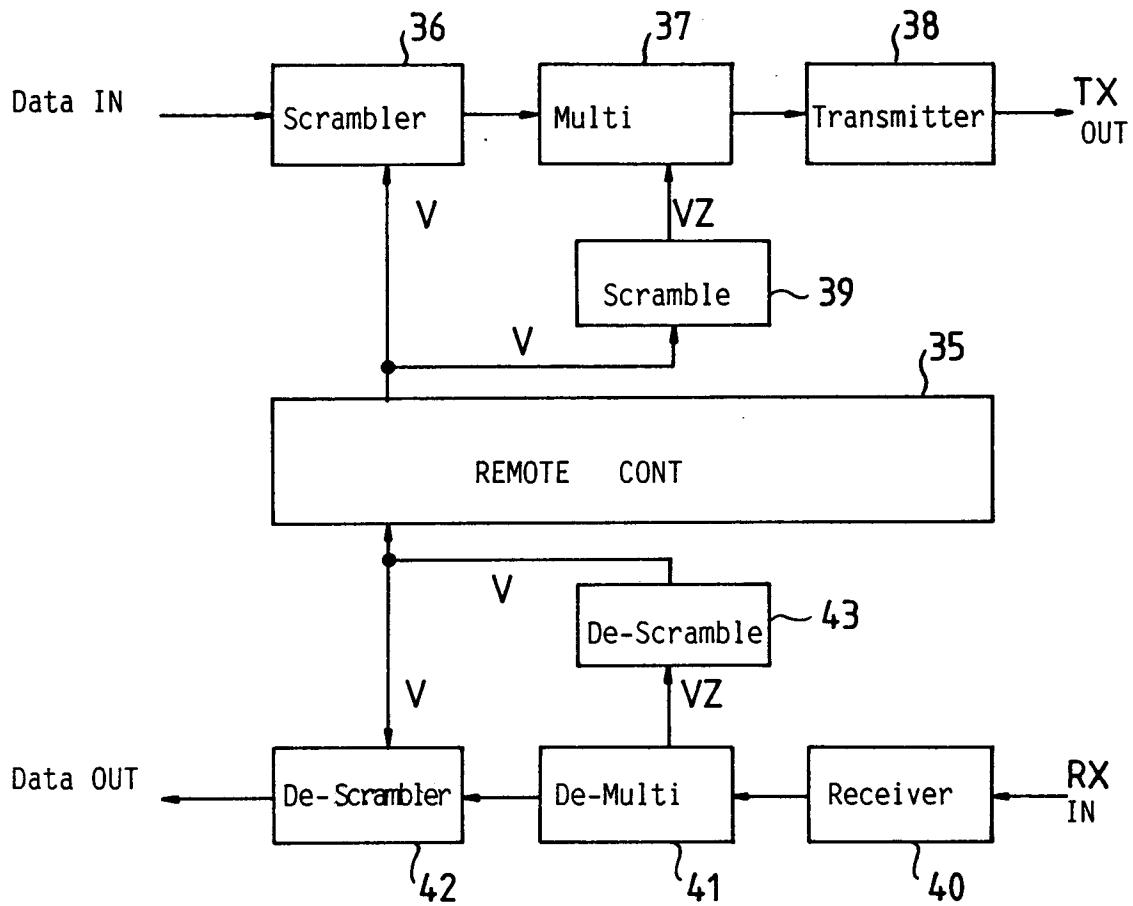 36
37
38
Data IN
Scrambler
Multi
Transmitter
TX
OUT
V
VZ
Scramble
39
V
35
REMOTE CONT
V
De-Scramble
43
V
VZ
Data OUT
De-Scrambler
De-Multi
Receiver
RX
IN
42
41
40